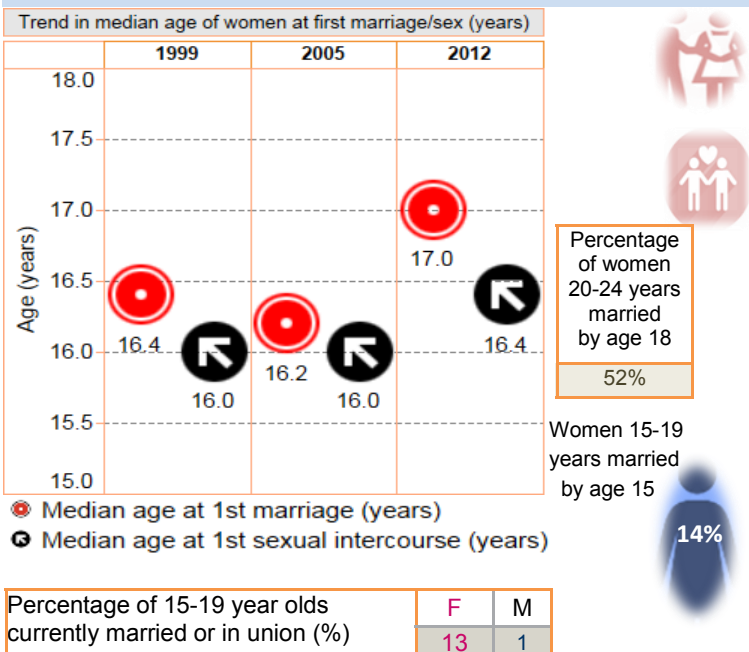 Trend in median age of women at first marriage/sex (years)
1999 2005 2012
18.0
17.5
17.0
16.5
16.0
15.5
15.0
Age (years)
16.4
16.0
16.2
16.0
17.0
16.4
Median age at 1st marriage (years)
Median age at 1st sexual intercourse (years)
Percentage
of women
20-24 years
married
by age 18
52%
Women 15-19
years married
by age 15
14%
Percentage of 15-19 year olds
currently married or in union (%)
F M
13 1